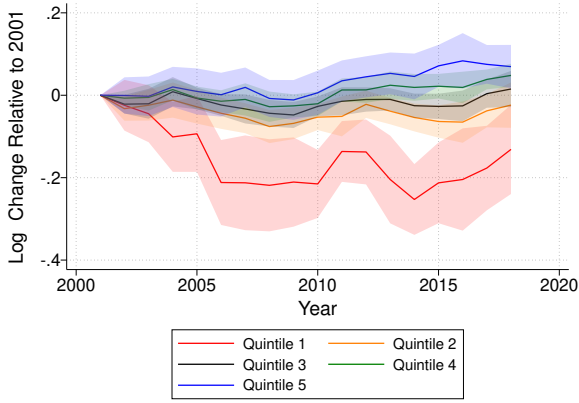 Log Change Relative to 2001
.2
0
-.2
-.4
2000 2005 2010 2015 2020
Year
Quintile 1 Quintile 2
Quintile 3 Quintile 4
Quintile 5